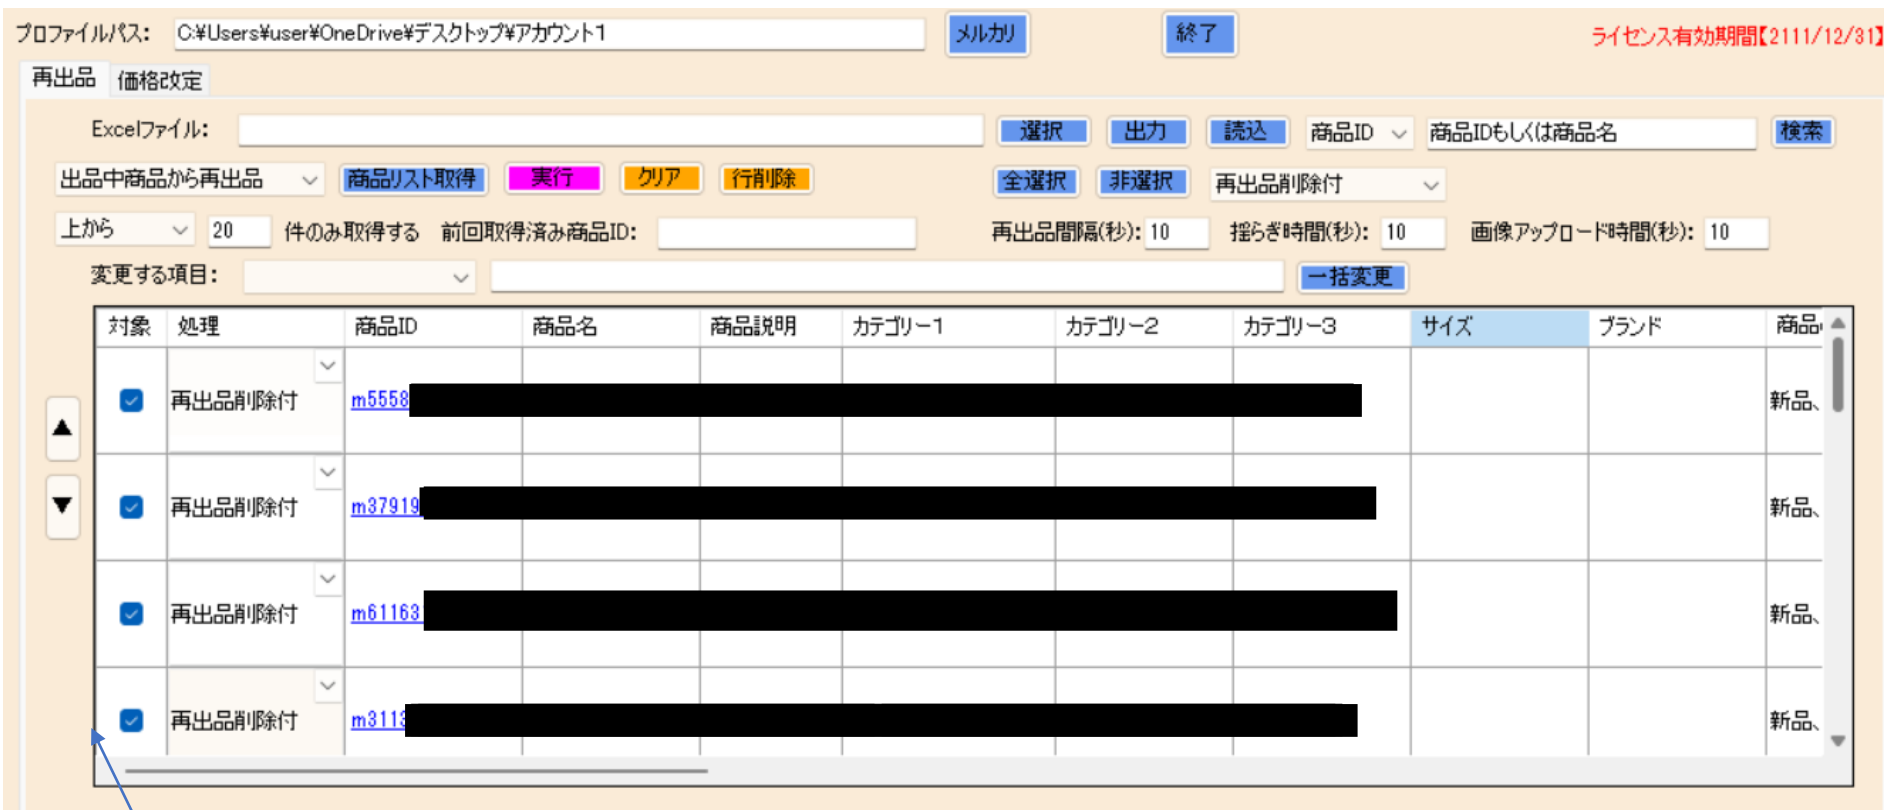 プロファイルパス: C:¥Users¥user¥OneDrive¥デスクトップ¥アカウント1 メルカリ 終了 ライセンス有効期間【2111/12/31】
再出品 価格改定
Excelファイル: 選択 出力 読込 商品ID 商品IDもしくは商品名 検索
出品中商品から再出品 商品リスト取得 実行 クリア 行削除 全選択 非選択 再出品削除付
上から 20 件のみ取得する 前回取得済み商品ID: 再出品間隔(秒): 10 揺らぎ時間(秒): 10 画像アップロード時間(秒): 10
変更する項目: 一括変更
対象 処理 商品ID 商品名 商品説明 カテゴリー1 カテゴリー2 カテゴリー3 サイズ ブランド 商品
再出品削除付 m5558 新品、
再出品削除付 m37919 新品、
再出品削除付 m61163 新品、
再出品削除付 m3113 新品、